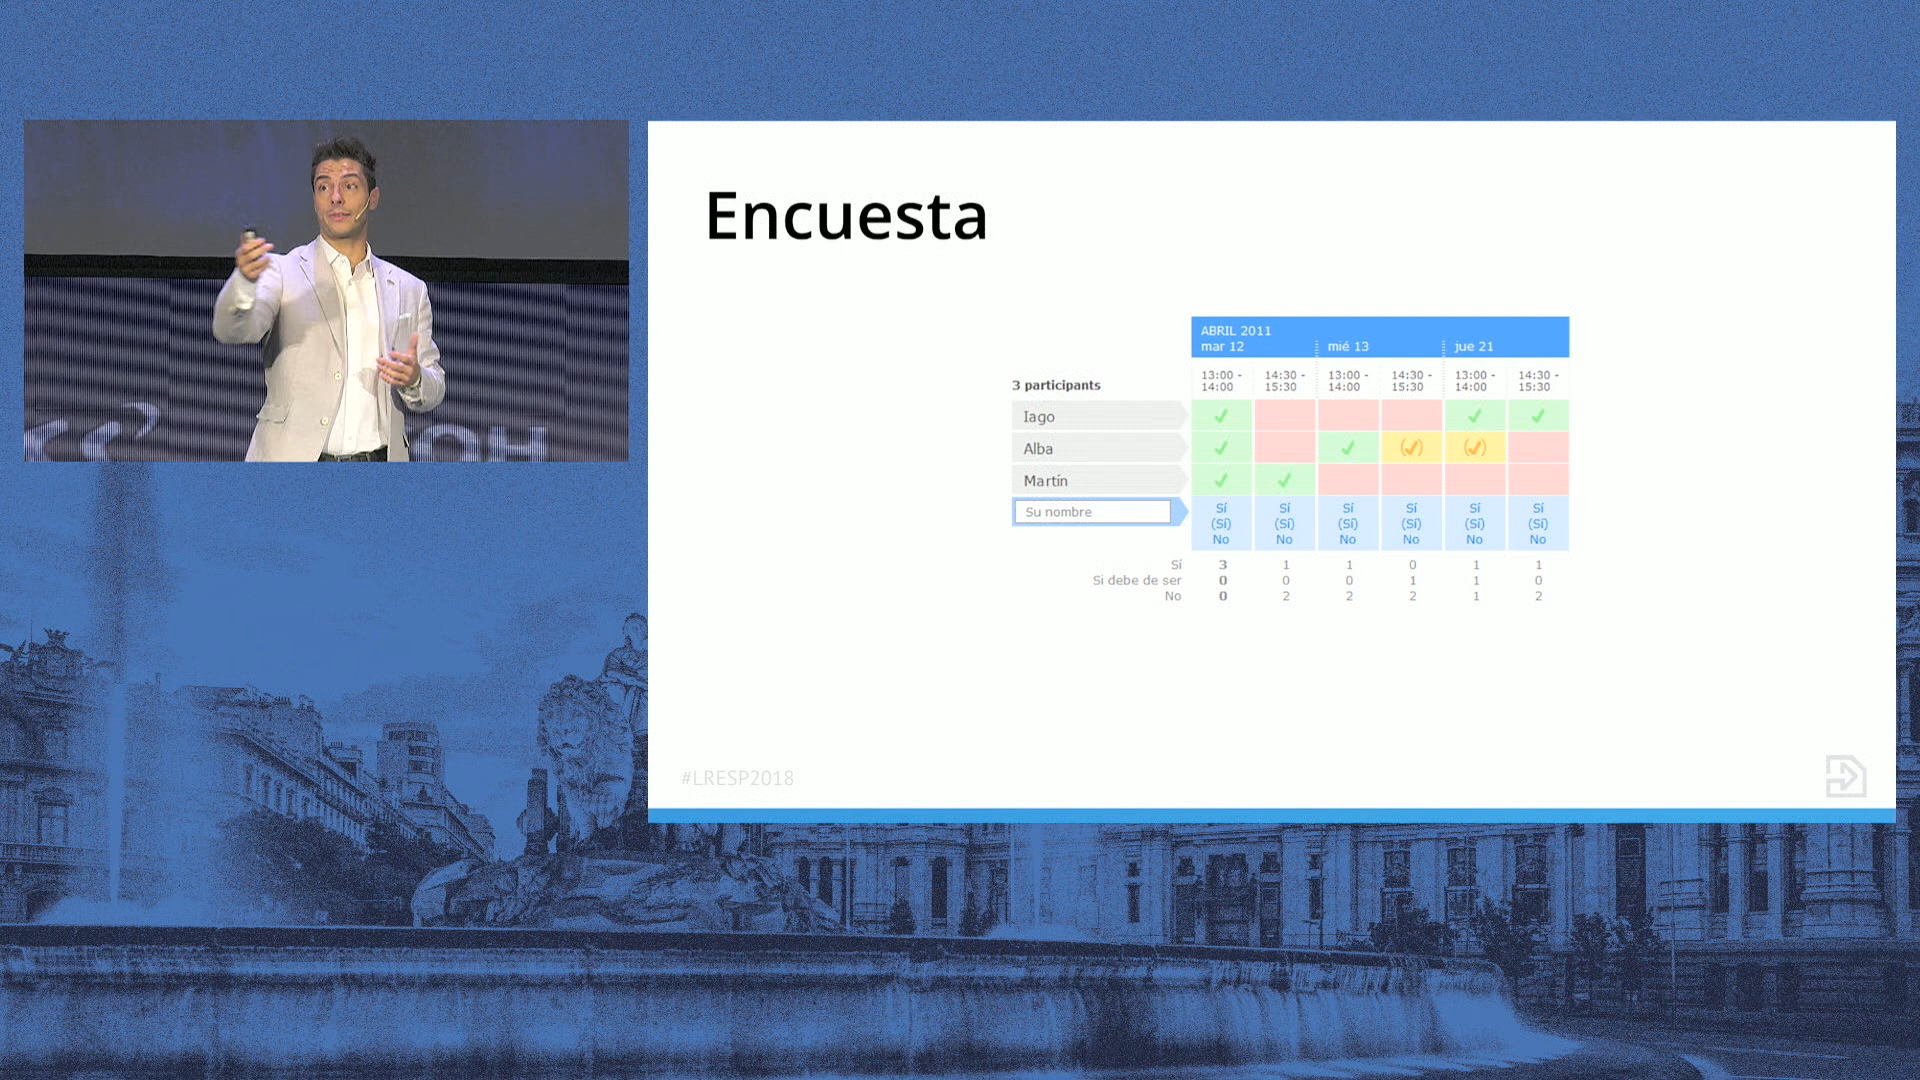 Encuesta
ABRIL 2011
mar 12 mié 13 jue 21
3 participants
13:00 - 14:30 - 13:00 - 14:30 - 13:00 - 14:30 -
14:00 15:30 14:00 15:30 14:00 15:30
Iago
Alba
Martín
Su nombre
Sí Sí Sí Sí Sí Sí
(Sí) (Sí) (Sí) (Sí) (Sí) (Sí)
No No No No No No
Sí 3 1 1 0 1 1
Si debe de ser 0 0 0 1 1 0
No 0 2 2 2 1 2
#LRESP2018